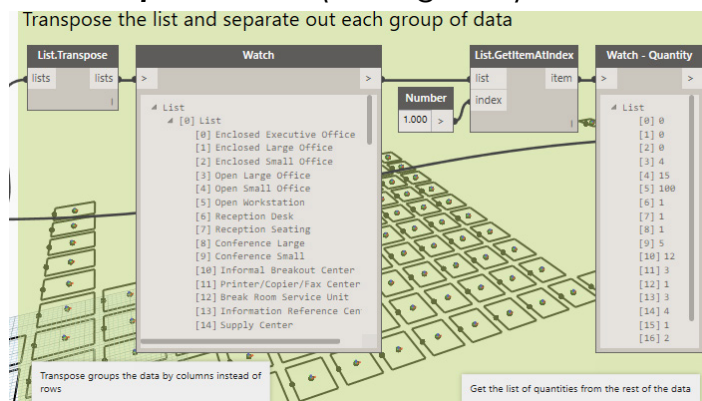 Transpose the list and separate out each group of data
List.Transpose
lists > lists >
l
Watch
> >
List
[0] List
[0] Enclosed Executive Office
[1] Enclosed Large Office
[2] Enclosed Small Office
[3] Open Large Office
[4] Open Small Office
[5] Open Workstation
[6] Reception Desk
[7] Reception Seating
[8] Conference Large
[9] Conference Small
[10] Informal Breakout Center
[11] Printer/Copier/Fax Center
[12] Break Room Service Unit
[13] Information Reference Cen
[14] Supply Center
Number
1.000 >
List.GetItemAtIndex
list item >
index
l
Watch - Quantity
> >
List
[0] 0
[1] 0
[2] 0
[3] 4
[4] 15
[5] 100
[6] 1
[7] 1
[8] 1
[9] 5
[10] 12
[11] 3
[12] 1
[13] 3
[14] 4
[15] 1
[16] 2
Transpose groups the data by columns instead of
rows
Get the list of quantities from the rest of the data